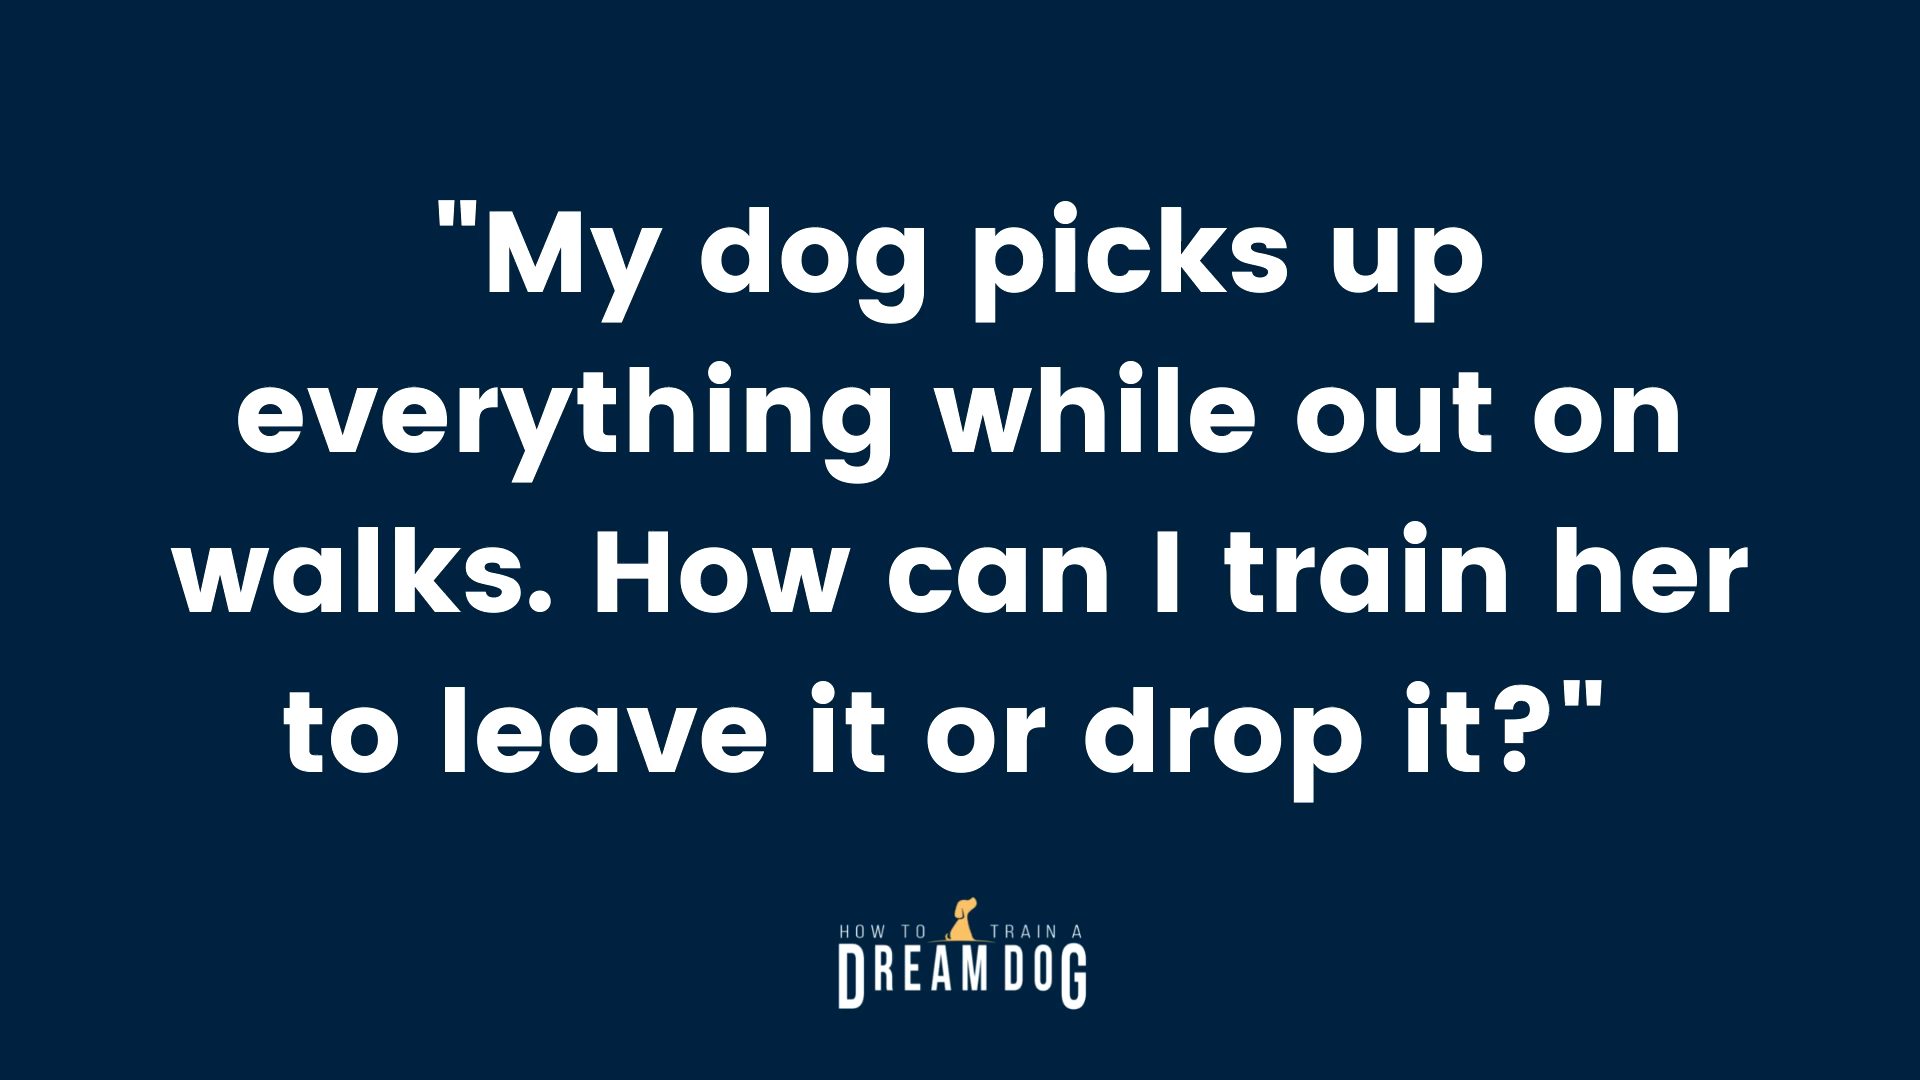 "My dog picks up
everything while out on
walks. How can I train her
to leave it or drop it?"
HOW TO TRAIN A
DREAM DOG